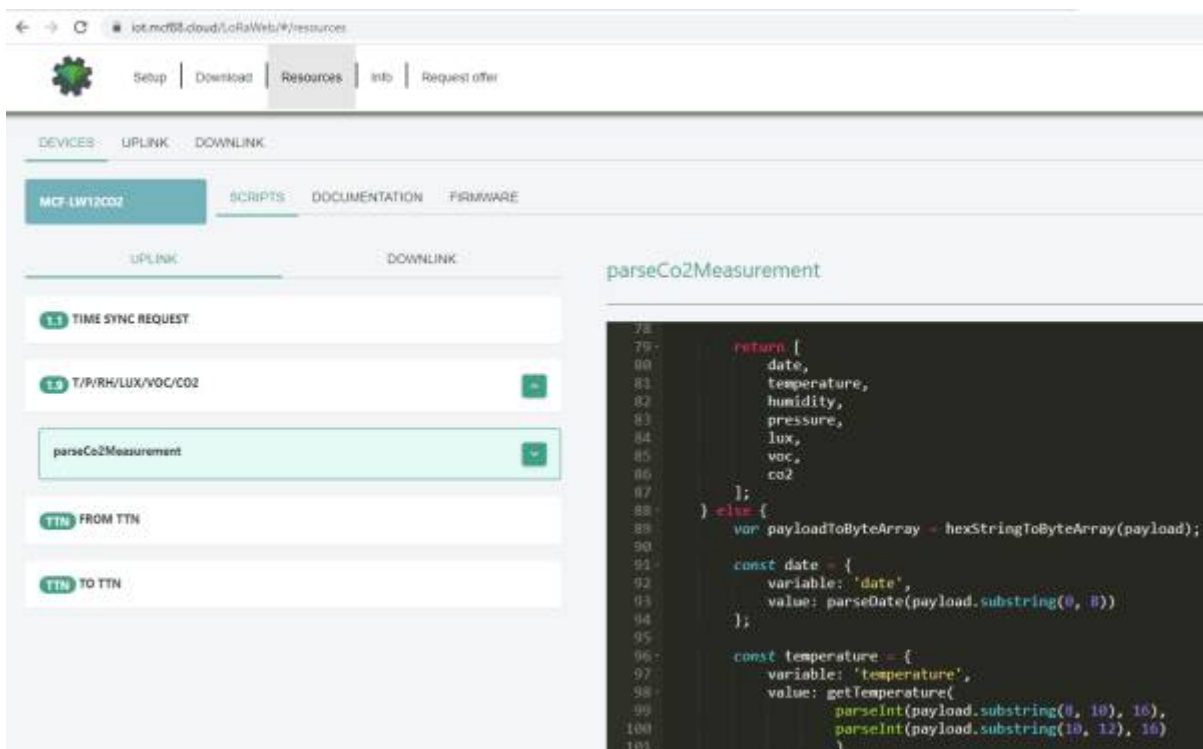 iot.mcf88.cloud/LoRaWeb/#/resources
Setup Download Resources Info Request offer
DEVICES UPLINK DOWNLINK
MCF-LW12CO2 SCRIPTS DOCUMENTATION FIRMWARE
UPLINK DOWNLINK
1.1 TIME SYNC REQUEST
1.9 T/P/RH/LUX/VOC/CO2
parseCo2Measurement
TTN FROM TTN
TTN TO TTN
parseCo2Measurement
78
79 return [
80 date,
81 temperature,
82 humidity,
83 pressure,
84 lux,
85 voc,
86 co2
87 ];
88 } else {
89 var payloadToByteArray = hexStringToByteArray(payload);
90
91 const date = {
92 variable: 'date',
93 value: parseDate(payload.substring(0, 8))
94 };
95
96 const temperature = {
97 variable: 'temperature',
98 value: getTemperature(
99 parseInt(payload.substring(8, 10), 16),
100 parseInt(payload.substring(10, 12), 16)
101 )